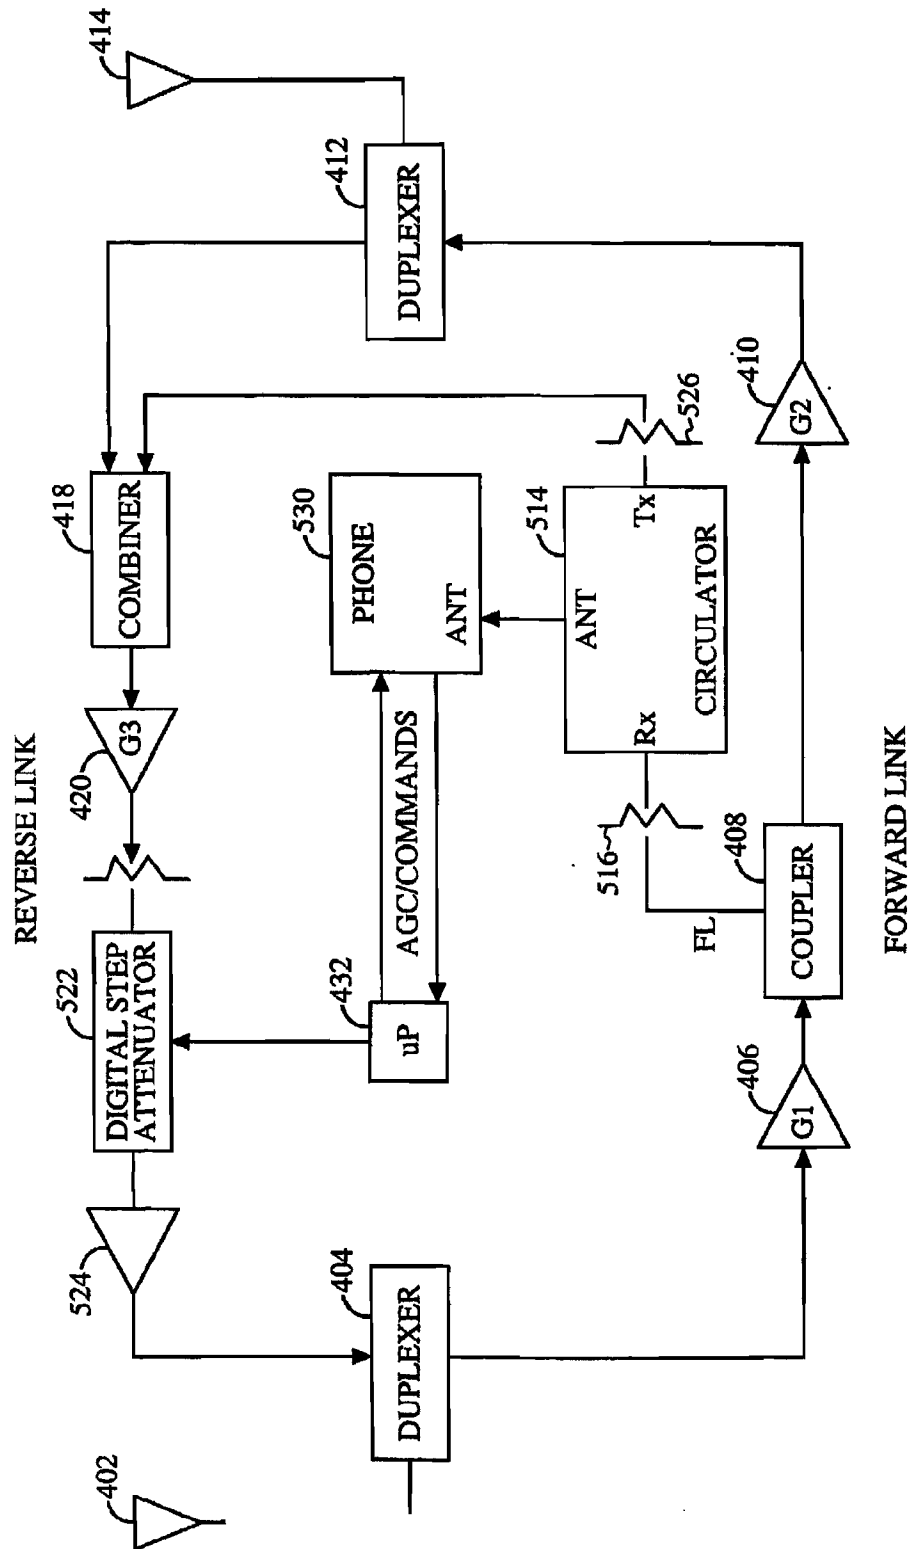 REVERSE LINK
402
524
522
DIGITAL STEP
ATTENUATOR
420
G3
418
COMBINER
414
404
DUPLEXER
432
uP
AGC/COMMANDS
530
PHONE
ANT
412
DUPLEXER
516
FL
514
ANT
Rx
Tx
CIRCULATOR
526
406
G1
408
COUPLER
410
G2
FORWARD LINK